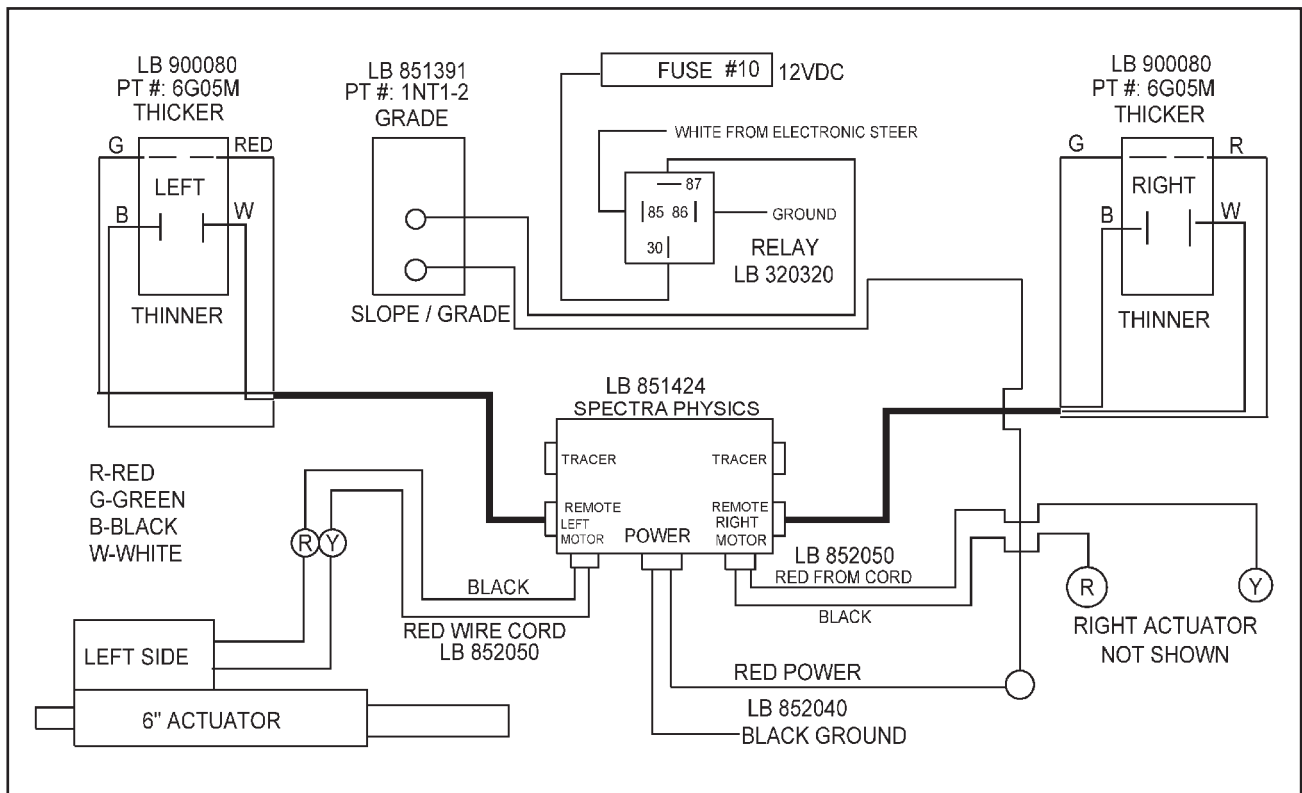 LB 900080
PT #: 6G05M
THICKER
G
RED
LEFT
B
W
THINNER
LB 851391
PT #: 1NT1-2
GRADE
SLOPE / GRADE
FUSE #10
12VDC
WHITE FROM ELECTRONIC STEER
87
85 86
30
GROUND
RELAY
LB 320320
LB 900080
PT #: 6G05M
THICKER
G
R
RIGHT
B
W
THINNER
LB 851424
SPECTRA PHYSICS
TRACER
TRACER
REMOTE
LEFT
MOTOR
POWER
REMOTE
RIGHT
MOTOR
R-RED
G-GREEN
B-BLACK
W-WHITE
R
Y
BLACK
RED WIRE CORD
LB 852050
LB 852050
RED FROM CORD
BLACK
R
Y
RIGHT ACTUATOR
NOT SHOWN
LEFT SIDE
6" ACTUATOR
RED POWER
LB 852040
BLACK GROUND